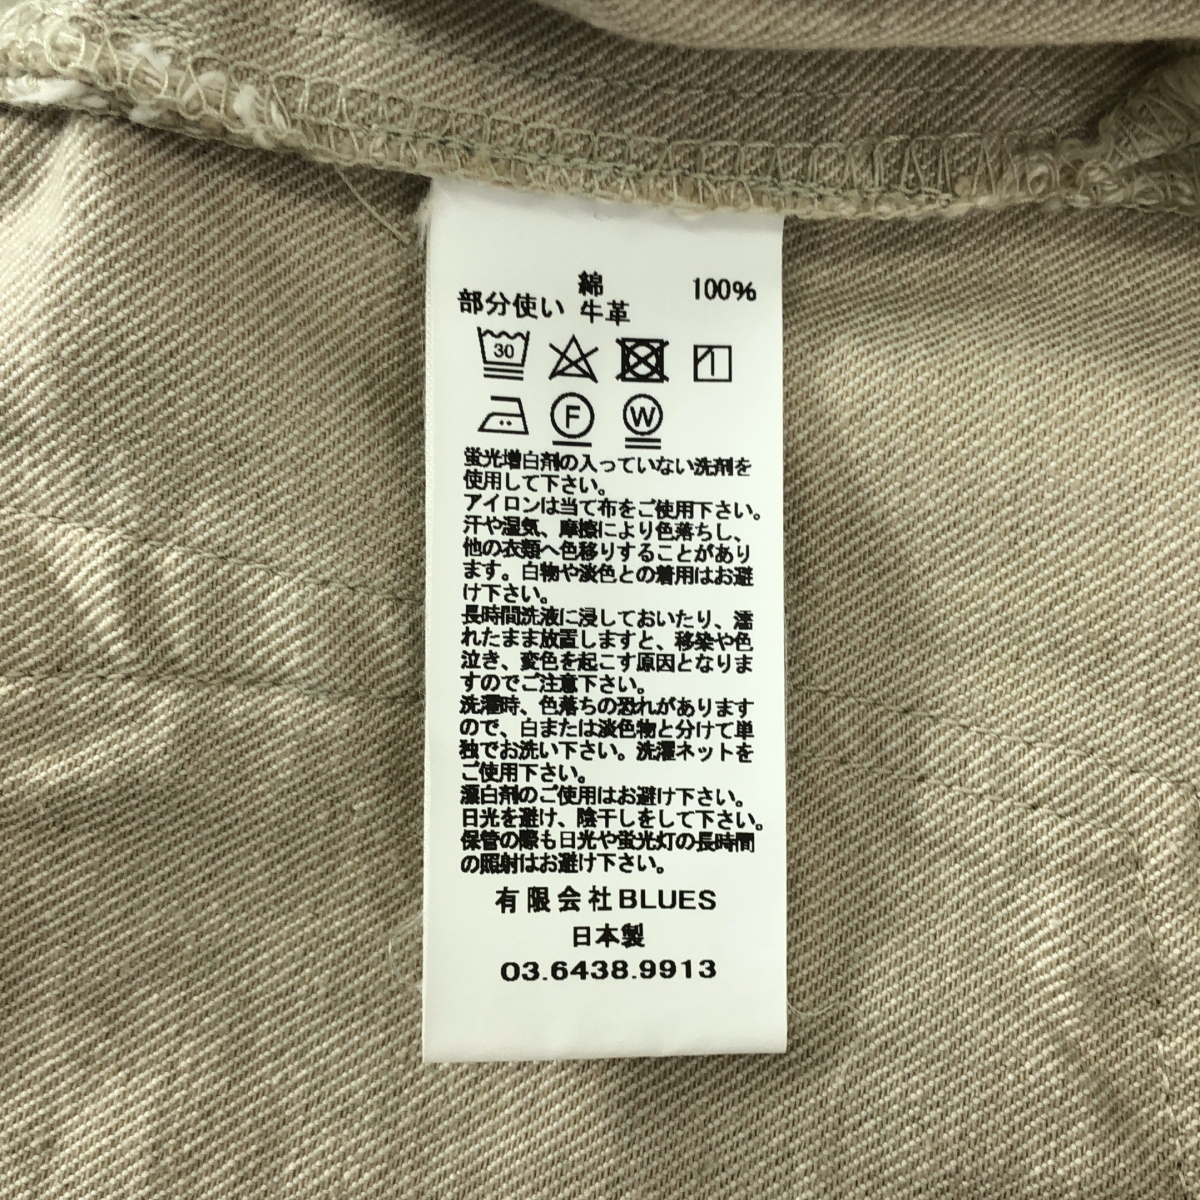 綿 100%
部分使い 牛革
30
F W
蛍光増白剤の入っていない洗剤を
使用して下さい。
アイロンは当て布をご使用下さい。
汗や湿気、摩擦により色落ちし、
他の衣類へ色移りすることがあり
ます。白物や淡色との着用はお避
け下さい。
長時間洗液に浸しておいたり、濡
れたまま放置しますと、移染や色
泣き、変色を起こす原因となりま
すのでご注意下さい。
洗濯時、色落ちの恐れがあります
ので、白または淡色物と分けて単
独でお洗い下さい。洗濯ネットを
ご使用下さい。
漂白剤のご使用はお避け下さい。
日光を避け、陰干しをして下さい。
保管の際も日光や蛍光灯の長時間
の照射はお避け下さい。
有限会社BLUES
日本製
03.6438.9913